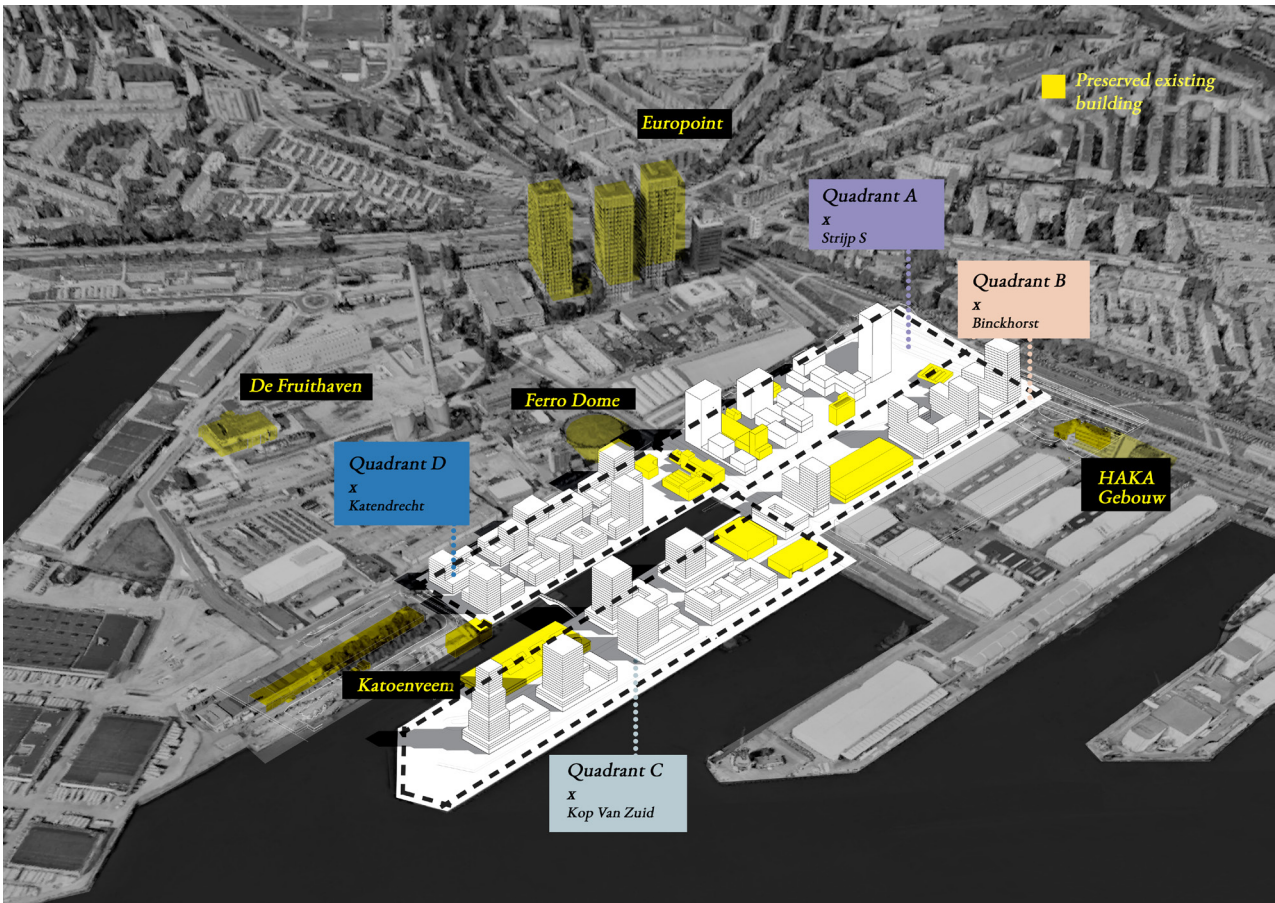 Preserved existing
building
Europoint
Quadrant A
x
Strijp S
Quadrant B
x
Binckhorst
De Fruithaven
Ferro Dome
Quadrant D
x
Katendrecht
HAKA
Gebouw
Katoenveem
Quadrant C
x
Kop Van Zuid